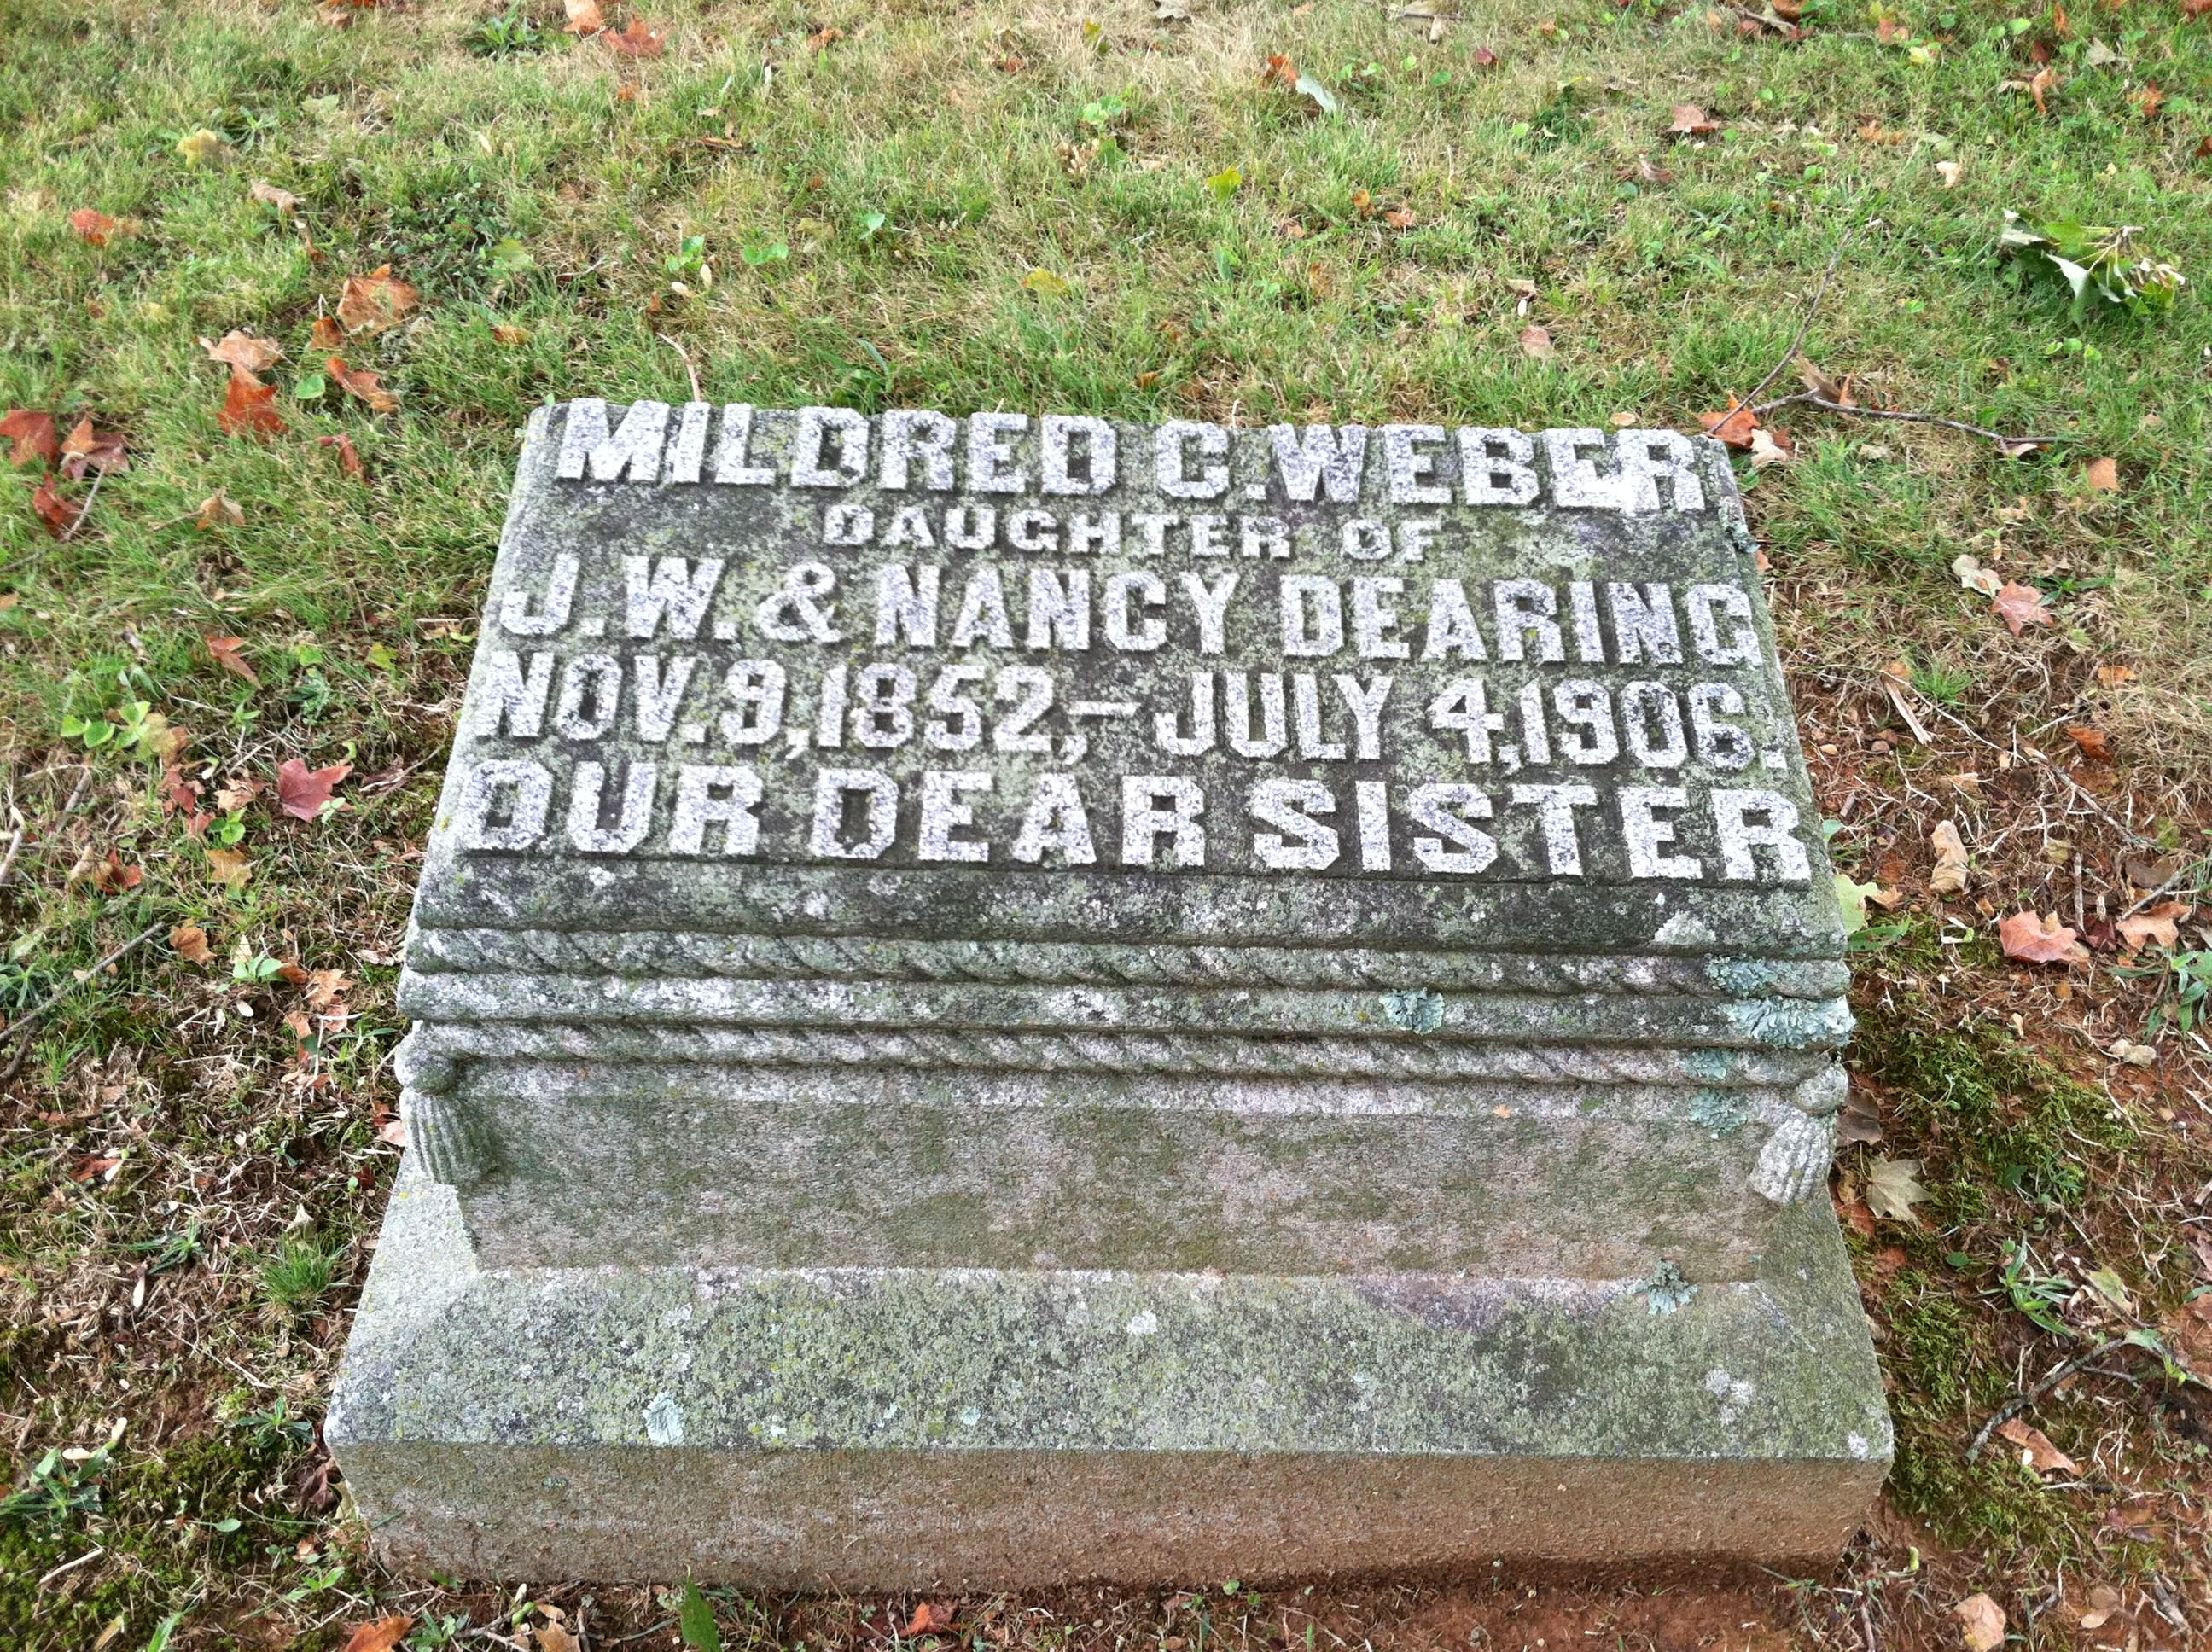 MILDRED C. WEBER
DAUGHTER OF
J. W. & NANCY DEARING
NOV. 9, 1852, – JULY 4, 1906.
OUR DEAR SISTER